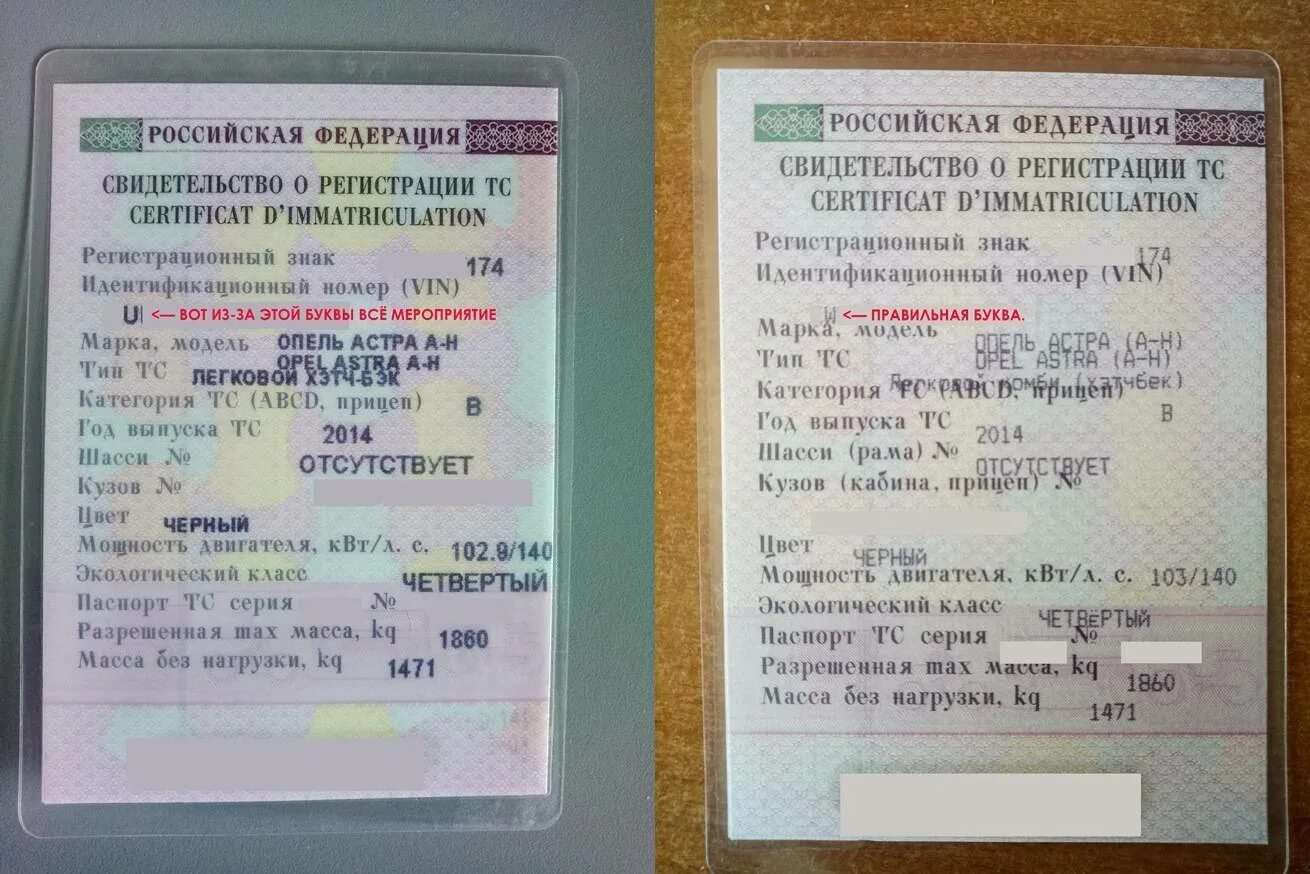 РОССИЙСКАЯ ФЕДЕРАЦИЯ
СВИДЕТЕЛЬСТВО О РЕГИСТРАЦИИ ТС
CERTIFICAT D'IMMATRICULATION
Регистрационный знак 174
Идентификационный номер (VIN)
U <— ВОТ ИЗ-ЗА ЭТОЙ БУКВЫ ВСЁ МЕРОПРИЯТИЕ
Марка, модель ОПЕЛЬ АСТРА А-Н
OPEL ASTRA A-H
Тип ТС ЛЕГКОВОЙ ХЭТЧ-БЭК
Категория ТС (ABCD, прицеп) B
Год выпуска ТС 2014
Шасси № ОТСУТСТВУЕТ
Кузов №
Цвет ЧЕРНЫЙ
Мощность двигателя, кВт/л. с. 102.9/140
Экологический класс ЧЕТВЕРТЫЙ
Паспорт ТС серия №
Разрешенная max масса, kg 1860
Масса без нагрузки, kg 1471
РОССИЙСКАЯ ФЕДЕРАЦИЯ
СВИДЕТЕЛЬСТВО О РЕГИСТРАЦИИ ТС
CERTIFICAT D'IMMATRICULATION
Регистрационный знак 174
Идентификационный номер (VIN)
W <— ПРАВИЛЬНАЯ БУКВА.
Марка, модель ОПЕЛЬ АСТРА (А-Н)
OPEL ASTRA (A-H)
Тип ТС Легковой комби (хэтчбек)
Категория ТС (ABCD, прицеп) B
Год выпуска ТС 2014
Шасси (рама) № ОТСУТСТВУЕТ
Кузов (кабина, прицеп) №
Цвет ЧЕРНЫЙ
Мощность двигателя, кВт/л. с. 103/140
Экологический класс ЧЕТВЕРТЫЙ
Паспорт ТС серия №
Разрешенная max масса, kg 1860
Масса без нагрузки, kg 1471